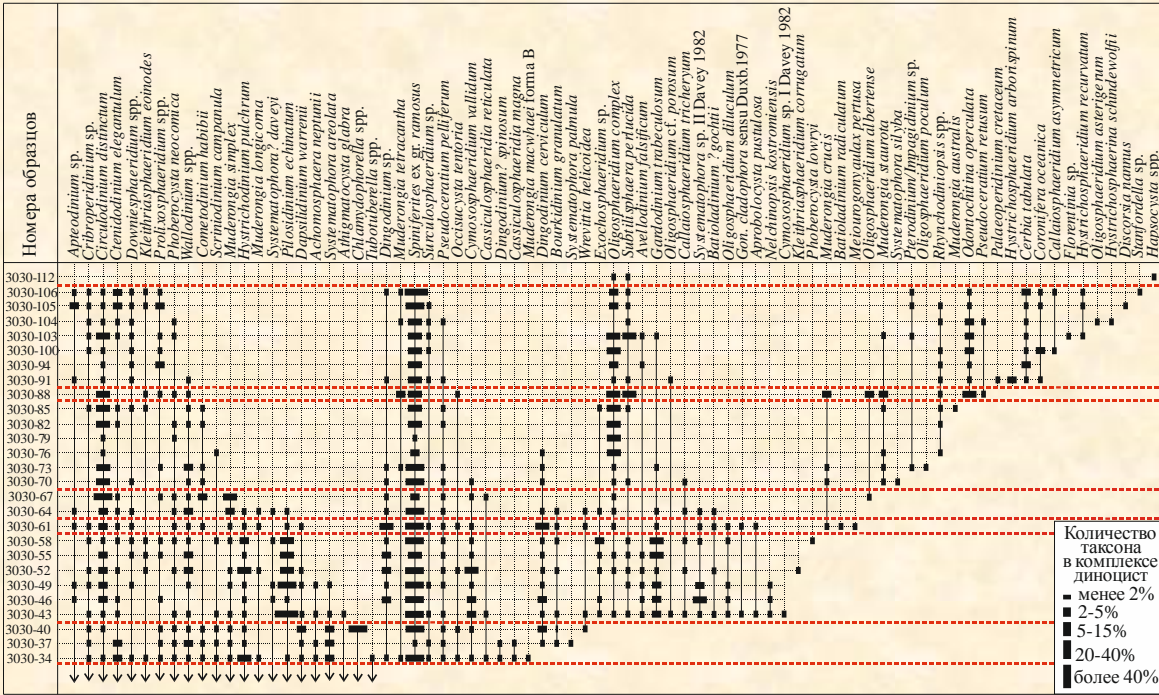 Номера образцов
Apteodinium sp.
Cribroperidinium sp.
Circulodinium distinctum
Ctenidodinium elegantulum
Downiesphaeridium spp.
Kleithriasphaeridium eoinodes
Prolixosphaeridium spp.
Phoberocysta neocomica
Wallodinium spp.
Cometodinium habibii
Scriniodinium campanula
Muderongia simplex
Hystrichodinium pulchrum
Muderongia longicorna
Systematophora? daveyi
Pilosidinium echinatum
Dapsilidinium warrenii
Achomosphaera neptunii
Systematophora areolata
Athigmatocysta glabra
Chlamydophorella spp.
Tubotuberella spp.
Dingodinium sp.
Muderongia tetracantha
Spiniferites ex gr. ramosus
Surculosphaeridium sp.
Pseudoceratium pelliferum
Occisucysta tentoria
Cymososphaeridium vallidum
Cassiculosphaeridia reticulata
Dingodinium? spinosum
Cassiculosphaeridia magna
Muderongia macwhaei forma B
Dingodinium cerviculum
Bourkidinium granulatum
Systematophora palmula
Wrevittia helicoidea
Exochosphaeridium sp.
Oligosphaeridium complex
Subtilisphaera perlucida
Avellodinium falsificum
Gardodinium trabeculosum
Oligosphaeridium cf. porosum
Callaiosphaeridium trycheryum
Systematophora sp. II Davey 1982
Batioladinium ? gochtii
Oligosphaeridium diluculum
Gon. cladophora sensu Duxb.1977
Aprobolocysta pustulosa
Nelchinopsis kostromiensis
Cymososphaeridium sp. I Davey 1982
Kleithriasphaeridium corrugatum
Phoberocysta lowryi
Muderongia crucis
Batioladinium radiculatum
Meiourogonyaulax pertusa
Oligosphaeridium albertense
Muderongia staurota
Systematophora silyba
Pterodinium/Impagidinium sp.
Oligosphaeridium poculum
Rhynchodiniopsis spp.
Muderongia australis
Odontochitina operculata
Pseudoceratium retusum
Palaeoperidinium cretaceum
Hystrichosphaeridium arborispinum
Cerbia tabulata
Coronifera oceanica
Callaiosphaeridium asymmetricum
Florentinia sp.
Hystrichosphaeridium recurvatum
Oligosphaeridium asterigerum
Hystrichosphaerina schindewolfii
Discorsia nannus
Stanfordella sp.
Hapsocysta spp.
3030-112
3030-106
3030-105
3030-104
3030-103
3030-100
3030-94
3030-91
3030-88
3030-85
3030-82
3030-79
3030-76
3030-73
3030-70
3030-67
3030-64
3030-61
3030-58
3030-55
3030-52
3030-49
3030-46
3030-43
3030-40
3030-37
3030-34
Количество
таксона
в комплексе
диноцист
менее 2%
2-5%
5-15%
20-40%
более 40%